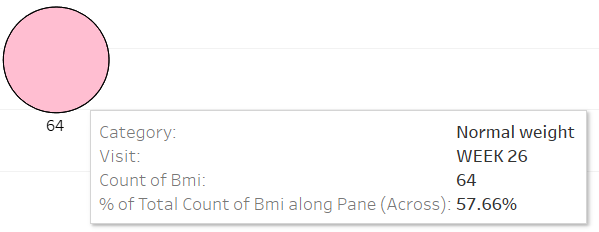 64
Category: Normal weight
Visit: WEEK 26
Count of Bmi: 64
% of Total Count of Bmi along Pane (Across): 57.66%